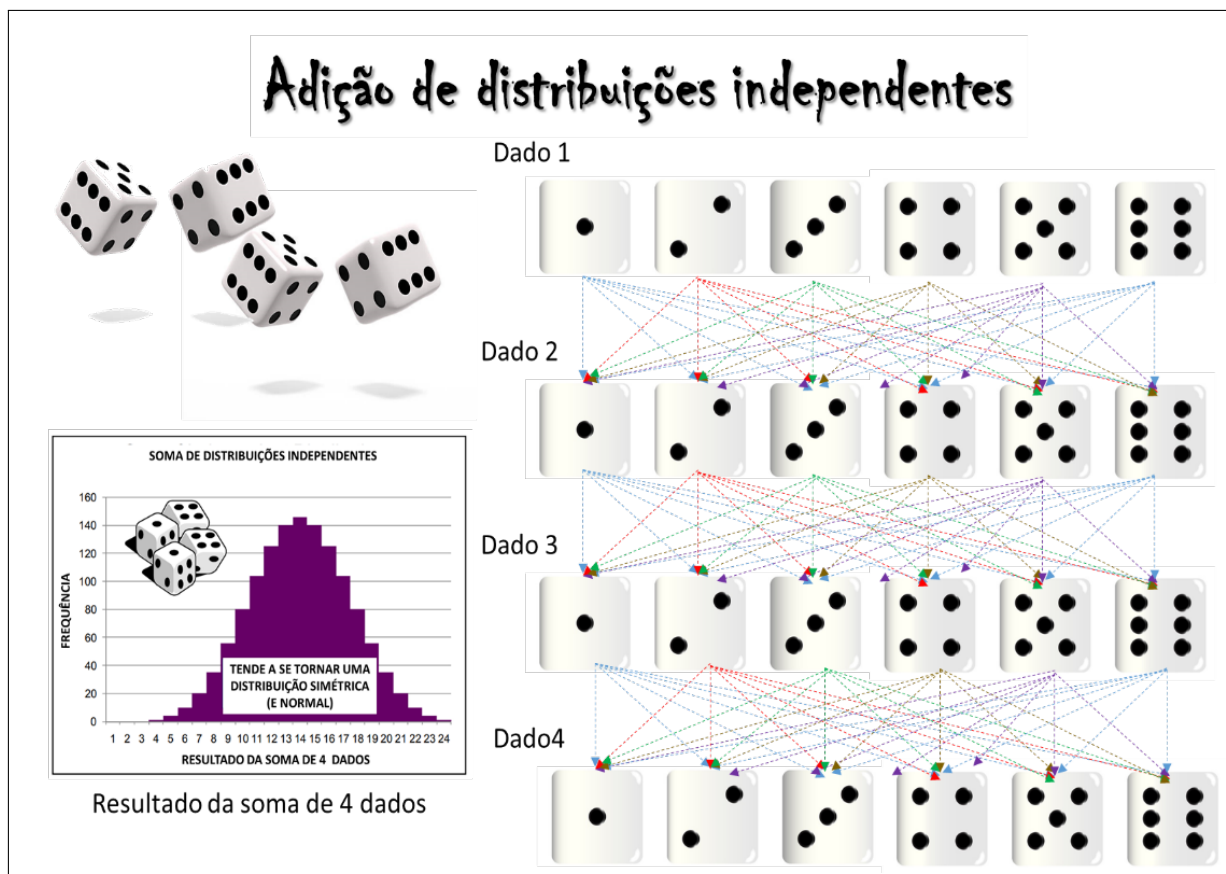 Adição de distribuições independentes
Dado 1
Dado 2
Dado 3
Dado4
SOMA DE DISTRIBUIÇÕES INDEPENDENTES
FREQUÊNCIA
160
140
120
100
80
60
40
20
0
TENDE A SE TORNAR UMA
DISTRIBUIÇÃO SIMÉTRICA
(E NORMAL)
1 2 3 4 5 6 7 8 9 10 11 12 13 14 15 16 17 18 19 20 21 22 23 24
RESULTADO DA SOMA DE 4 DADOS
Resultado da soma de 4 dados